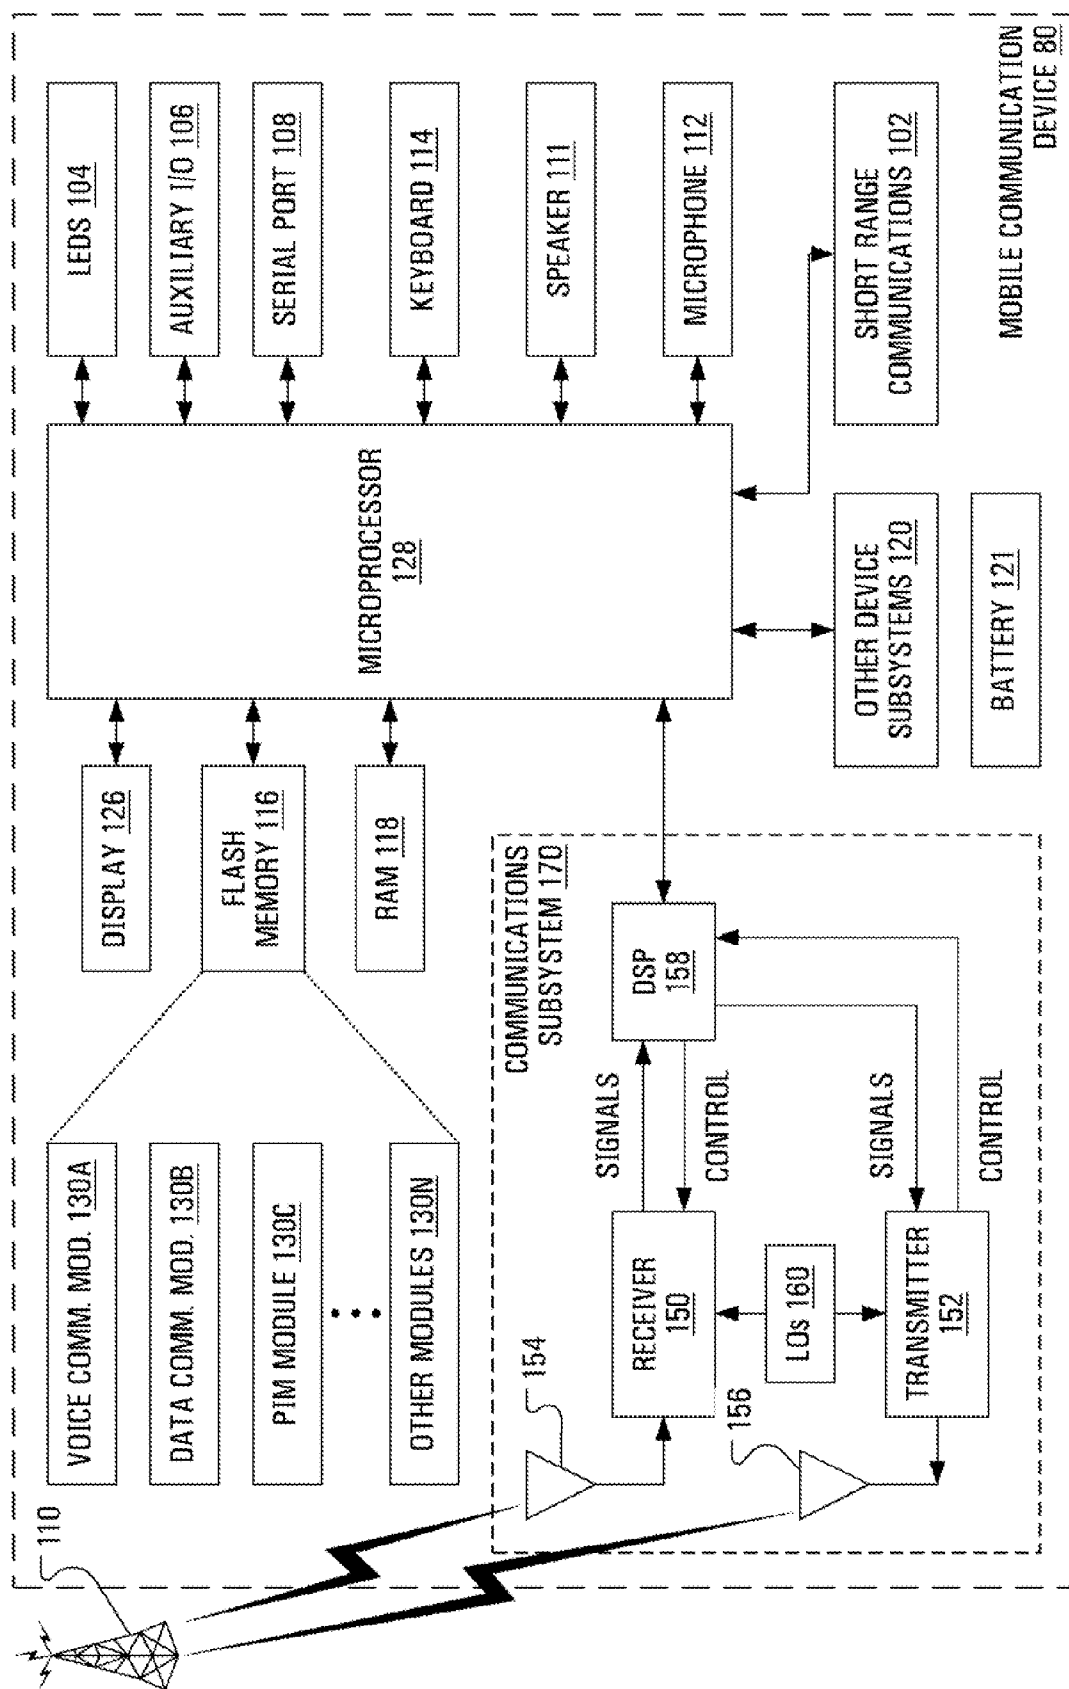 110
VOICE COMM. MOD. 130A
DATA COMM. MOD. 130B
PIM MODULE 130C
OTHER MODULES 130N
DISPLAY 126
FLASH
MEMORY 116
RAM 118
MICROPROCESSOR
128
LEDS 104
AUXILIARY I/O 106
SERIAL PORT 108
KEYBOARD 114
SPEAKER 111
MICROPHONE 112
COMMUNICATIONS
SUBSYSTEM 170
154
RECEIVER
150
SIGNALS
CONTROL
DSP
158
LOs 160
156
TRANSMITTER
152
SIGNALS
CONTROL
OTHER DEVICE
SUBSYSTEMS 120
BATTERY 121
SHORT RANGE
COMMUNICATIONS 102
MOBILE COMMUNICATION
DEVICE 80